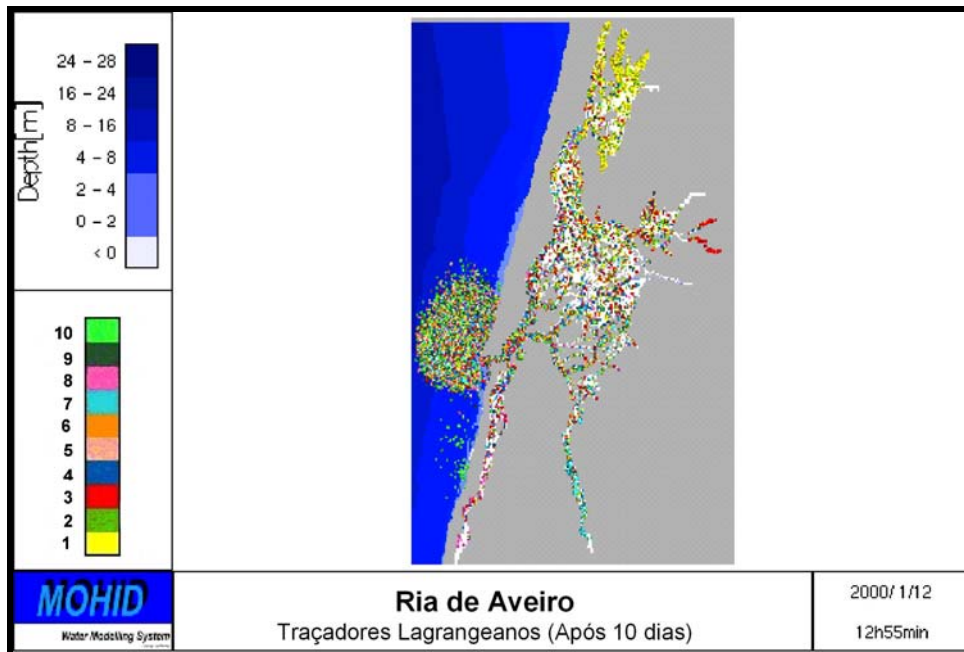 Depth[m]
24 - 28
16 - 24
8 - 16
4 - 8
2 - 4
0 - 2
< 0
10
9
8
7
6
5
4
3
2
1
MOHID
Water Modelling System
Ria de Aveiro
Traçadores Lagrangeanos (Após 10 dias)
2000/ 1/12
12h55min